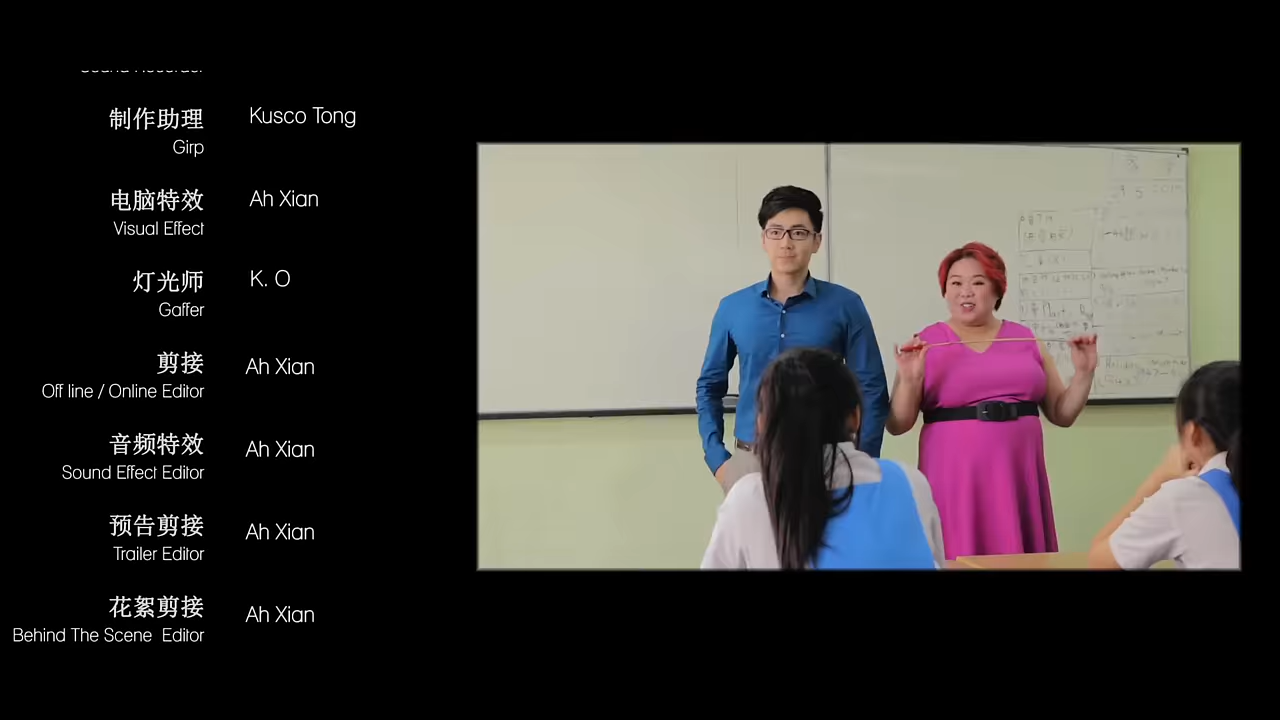 制作助理 Kusco Tong
Girp
电脑特效 Ah Xian
Visual Effect
灯光师 K. O
Gaffer
剪接 Ah Xian
Off line / Online Editor
音频特效 Ah Xian
Sound Effect Editor
预告剪接 Ah Xian
Trailer Editor
花絮剪接 Ah Xian
Behind The Scene Editor